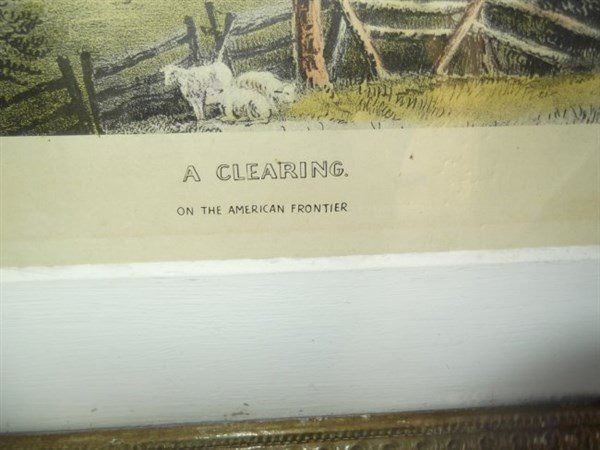 A CLEARING.
ON THE AMERICAN FRONTIER